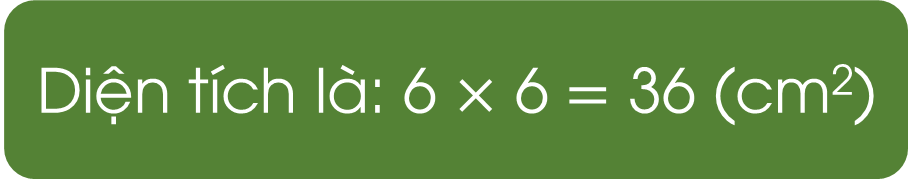 Diện tích là: 6 × 6 = 36 (cm²)